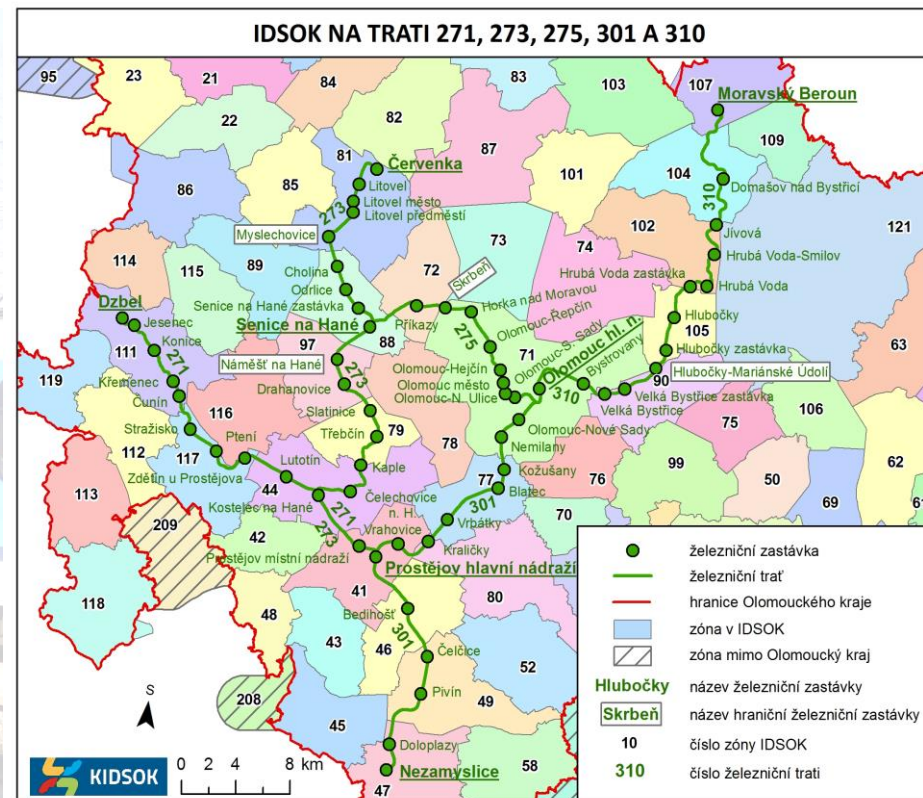 IDSOK NA TRATI 271, 273, 275, 301 A 310
95
23
21
84
83
103
107
Moravský Beroun
22
82
87
109
81
Červenka
86
85
101
104
Litovel
Domašov nad Bystřicí
Litovel město
310
273
Litovel předměstí
102
Jívová
121
Myslechovice
73
74
114
115
89
Hrubá Voda-Smilov
72
Cholina
Hrubá Voda zastávka
Skrbeň
Odrlice
Hrubá Voda
Dzbel
Senice na Hané zastávka
Horka nad Moravou
Jesenec
Senice na Hané
Příkazy
Hlubočky
111
Konice
97
88
275
Olomouc-Řepčín
105
63
271
Náměšť na Hané
71
Olomouc-S. Sady
Olomouc hl. n.
Bystrovany
Hlubočky zastávka
119
Křemenec
273
Olomouc-Hejčín
310
90
Hlubočky-Mariánské Údolí
Drahanovice
Olomouc město
Čunín
Olomouc-N. Ulice
Velká Bystřice zastávka
116
Slatinice
Velká Bystřice
106
Stražisko
79
Olomouc-Nové Sady
75
Ptení
Třebčín
78
Nemilany
112
117
Lutotín
Kaple
Kožušany
76
99
50
62
113
Zdětín u Prostějova
44
77
Blatec
Čelechovice
n. H.
69
61
209
Kostelec na Hané
271
301
70
Vrahovice
Vrbátky
273
42
Kraličky
Prostějov místní nádraží
Prostějov hlavní nádraží
118
41
80
48
Bedihošť
43
301
46
52
Čelčice
208
49
Pivín
45
Doloplazy
58
Nezamyslice
47
S
KIDSOK
0 2 4 8 km
železniční zastávka
železniční trať
hranice Olomouckého kraje
zóna v IDSOK
zóna mimo Olomoucký kraj
Hlubočky název železniční zastávky
Skrbeň název hraniční železniční zastávky
10 číslo zóny IDSOK
310 číslo železniční trati